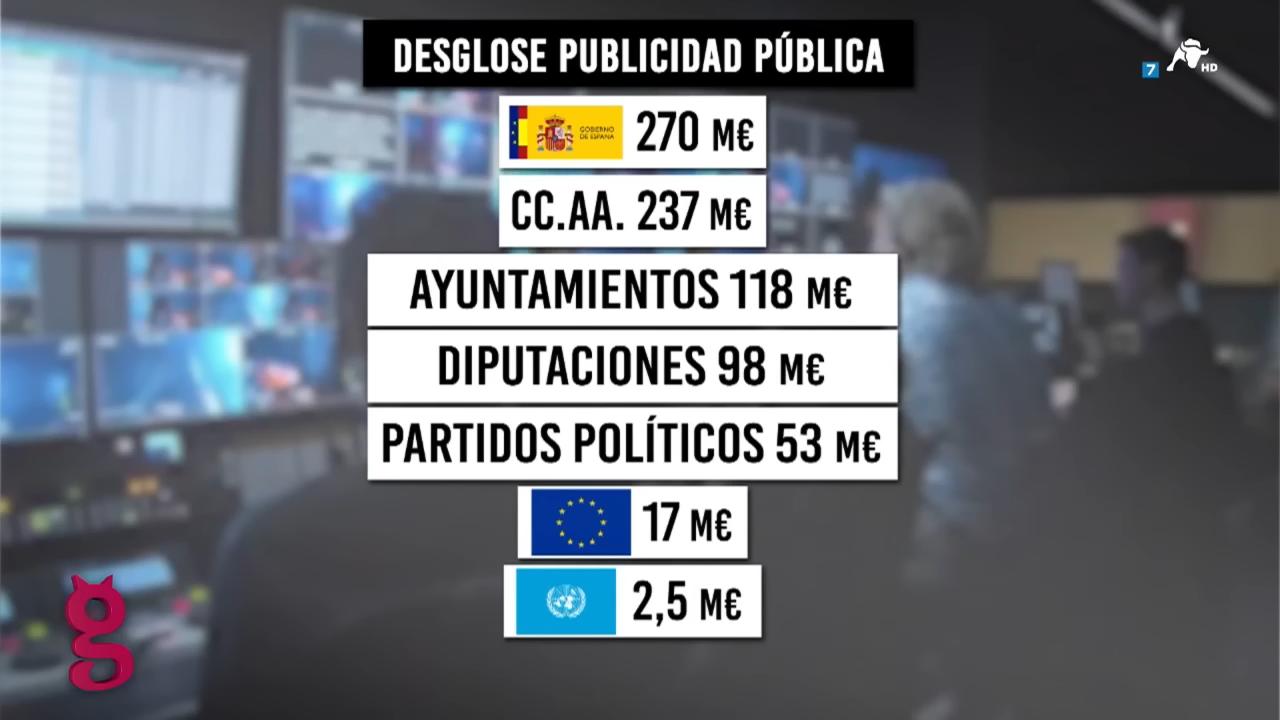 DESGLOSE PUBLICIDAD PÚBLICA
7
HD
GOBIERNO
DE ESPAÑA
270 M€
CC.AA. 237 M€
AYUNTAMIENTOS 118 M€
DIPUTACIONES 98 M€
PARTIDOS POLÍTICOS 53 M€
17 M€
2,5 M€
g